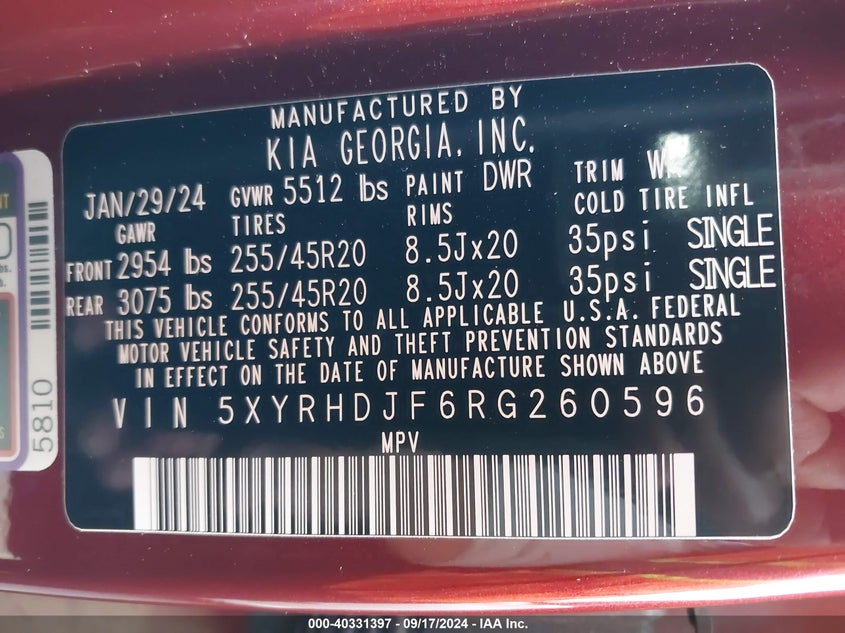 MANUFACTURED BY
KIA GEORGIA, INC.
JAN/29/24 GVWR 5512 lbs PAINT DWR TRIM
GAWR TIRES RIMS COLD TIRE INFL
FRONT 2954 lbs 255/45R20 8.5Jx20 35psi SINGLE
REAR 3075 lbs 255/45R20 8.5Jx20 35psi SINGLE
THIS VEHICLE CONFORMS TO ALL APPLICABLE U.S.A. FEDERAL
MOTOR VEHICLE SAFETY AND THEFT PREVENTION STANDARDS
IN EFFECT ON THE DATE OF MANUFACTURE SHOWN ABOVE
VIN 5XYRHDJF6RG260596
MPV
5810
000-40331397 - 09/17/2024 - IAA Inc.